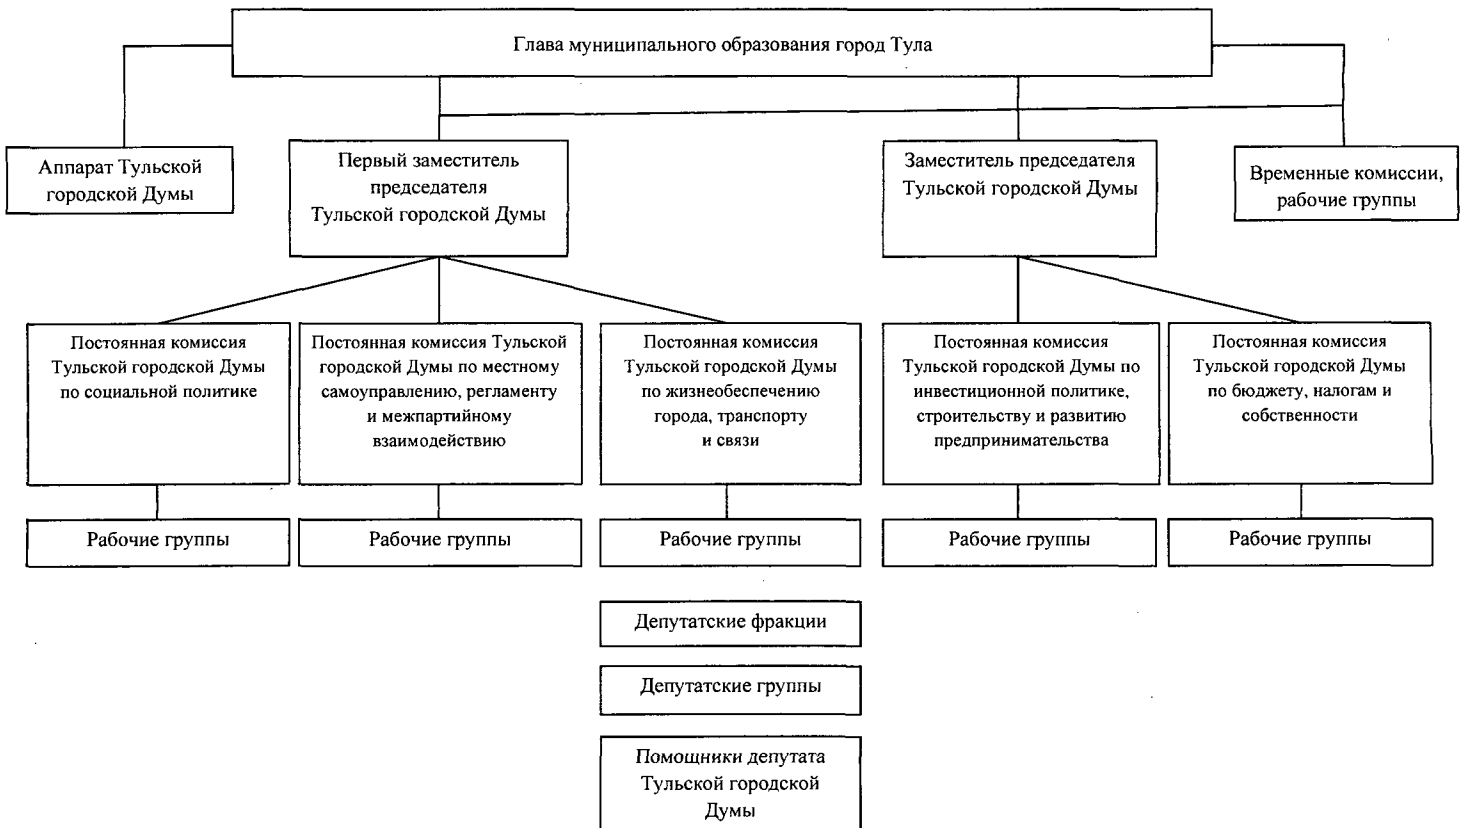 Глава муниципального образования город Тула
Аппарат Тульской
городской Думы
Первый заместитель
председателя
Тульской городской Думы
Заместитель председателя
Тульской городской Думы
Временные комиссии,
рабочие группы
Постоянная комиссия
Тульской городской Думы
по социальной политике
Постоянная комиссия Тульской
городской Думы по местному
самоуправлению, регламенту
и межпартийному
взаимодействию
Постоянная комиссия
Тульской городской Думы
по жизнеобеспечению
города, транспорту
и связи
Постоянная комиссия
Тульской городской Думы по
инвестиционной политике,
строительству и развитию
предпринимательства
Постоянная комиссия
Тульской городской Думы
по бюджету, налогам и
собственности
Рабочие группы
Рабочие группы
Рабочие группы
Рабочие группы
Рабочие группы
Депутатские фракции
Депутатские группы
Помощники депутата
Тульской городской
Думы